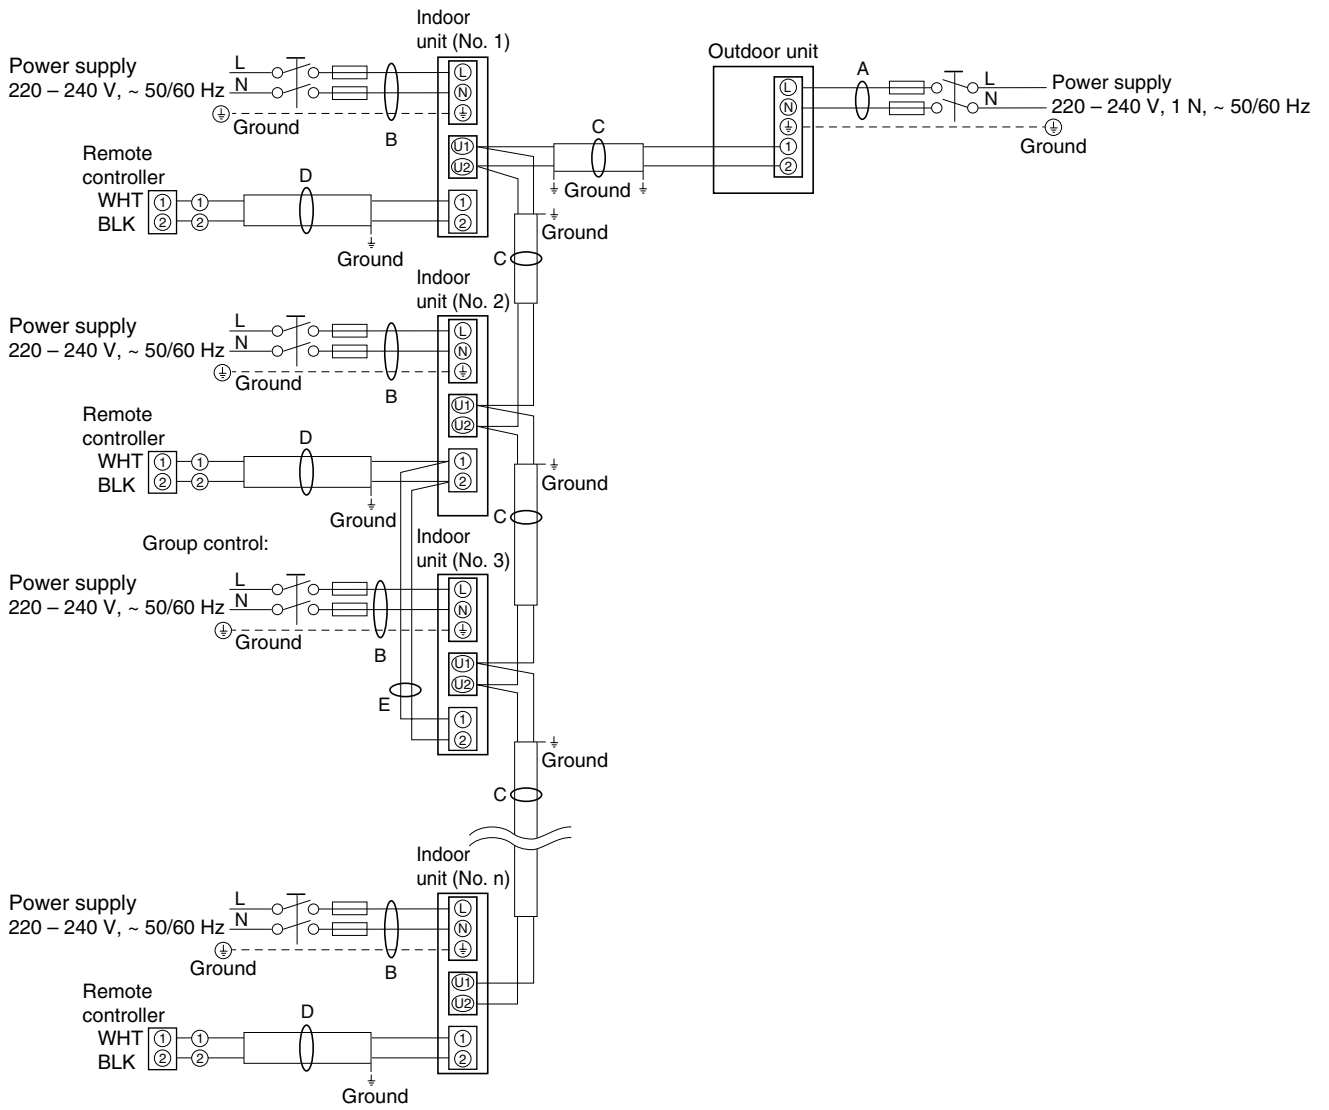 Indoor
unit (No. 1)
Power supply
220 – 240 V, ~ 50/60 Hz
L
N
Ground
B
L
N
U1
U2
1
2
Remote
controller
WHT
BLK
1
2
1
2
D
Ground
C
Ground
Outdoor unit
L
N
1
2
A
L
N
Power supply
220 – 240 V, 1 N, ~ 50/60 Hz
Ground
Ground
C
Indoor
unit (No. 2)
Power supply
220 – 240 V, ~ 50/60 Hz
L
N
Ground
B
L
N
U1
U2
1
2
Remote
controller
WHT
BLK
1
2
1
2
D
Ground
Ground
C
Group control:
Indoor
unit (No. 3)
Power supply
220 – 240 V, ~ 50/60 Hz
L
N
Ground
B
L
N
U1
U2
1
2
E
Ground
C
Indoor
unit (No. n)
Power supply
220 – 240 V, ~ 50/60 Hz
L
N
Ground
B
L
N
U1
U2
1
2
Remote
controller
WHT
BLK
1
2
1
2
D
Ground